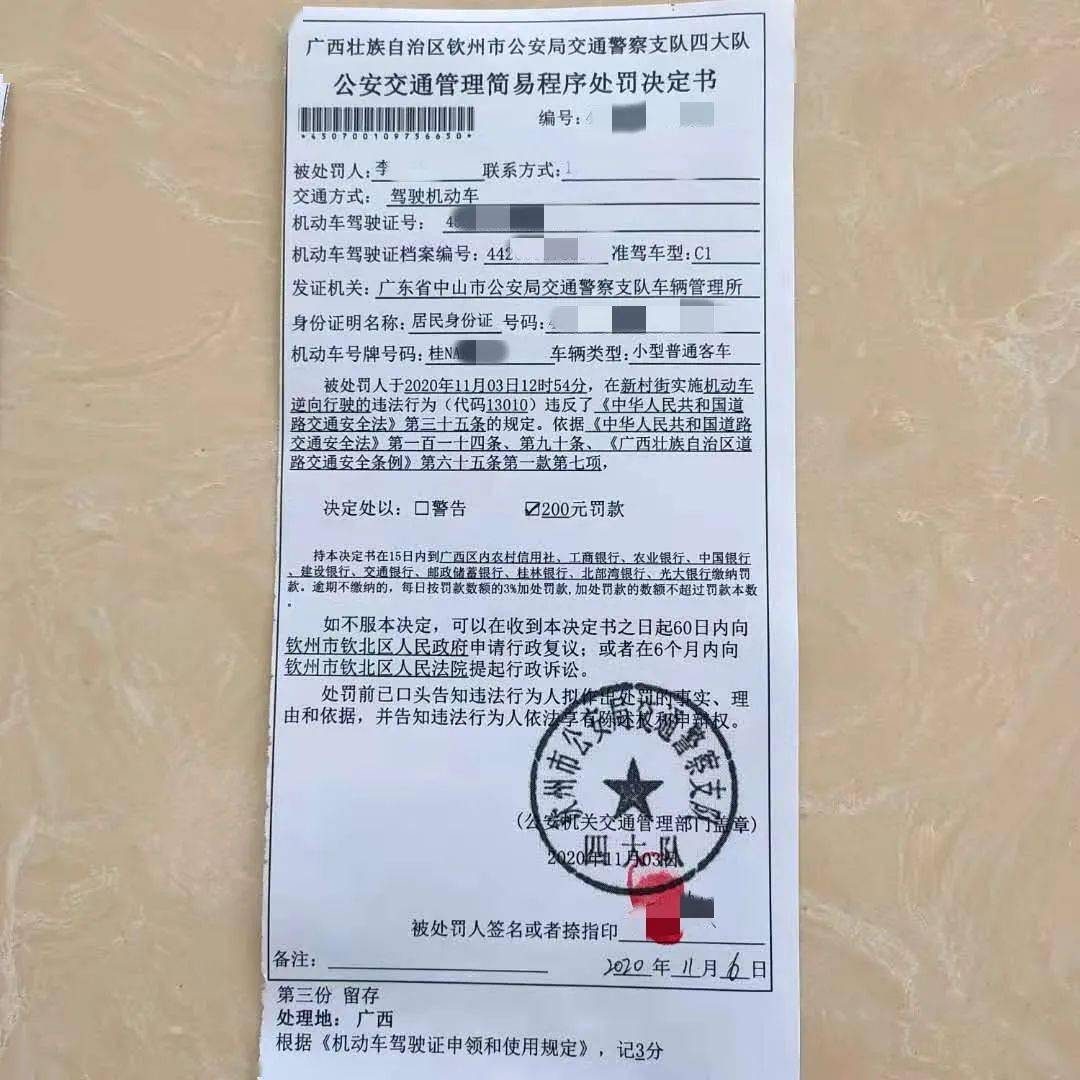 广西壮族自治区钦州市公安局交通警察支队四大队
公安交通管理简易程序处罚决定书
*4507001097566​50*
编号:4
被处罚人:李 联系方式:1
交通方式: 驾驶机动车
机动车驾驶证号: 45
机动车驾驶证档案编号:442 准驾车型:C1
发证机关:广东省中山市公安局交通警察支队车辆管理所
身份证明名称:居民身份证 号码:4
机动车号牌号码:桂NA 车辆类型:小型普通客车
被处罚人于2020年11月03日12时54分，在新村街实施机动车
逆向行驶的违法行为（代码13010）违反了《中华人民共和国道
路交通安全法》第三十五条的规定。依据《中华人民共和国道路
交通安全法》第一百一十四条、第九十条、《广西壮族自治区道
路交通安全条例》第六十五条第一款第七项，
决定处以：☐警告 ☑200元罚款
持本决定书在15日内到广西区内农村信用社、工商银行、农业银行、中国银行
、建设银行、交通银行、邮政储蓄银行、桂林银行、北部湾银行、光大银行缴纳罚
款。逾期不缴纳的，每日按罚款数额的3%加处罚款,加处罚款的数额不超过罚款本数
。
如不服本决定，可以在收到本决定书之日起60日内向
钦州市钦北区人民政府申请行政复议；或者在6个月内向
钦州市钦北区人民法院提起行政诉讼。
处罚前已口头告知违法行为人拟作出处罚的事实、理
由和依据，并告知违法行为人依法享有陈述权和申辩权。
钦州市公安局交通警察支队
(公安机关交通管理部门盖章)
四大队
2020年11月03日
被处罚人签名或者捺指印
备注：
2020年11月6日
第三份 留存
处理地： 广西
根据《机动车驾驶证申领和使用规定》，记3分